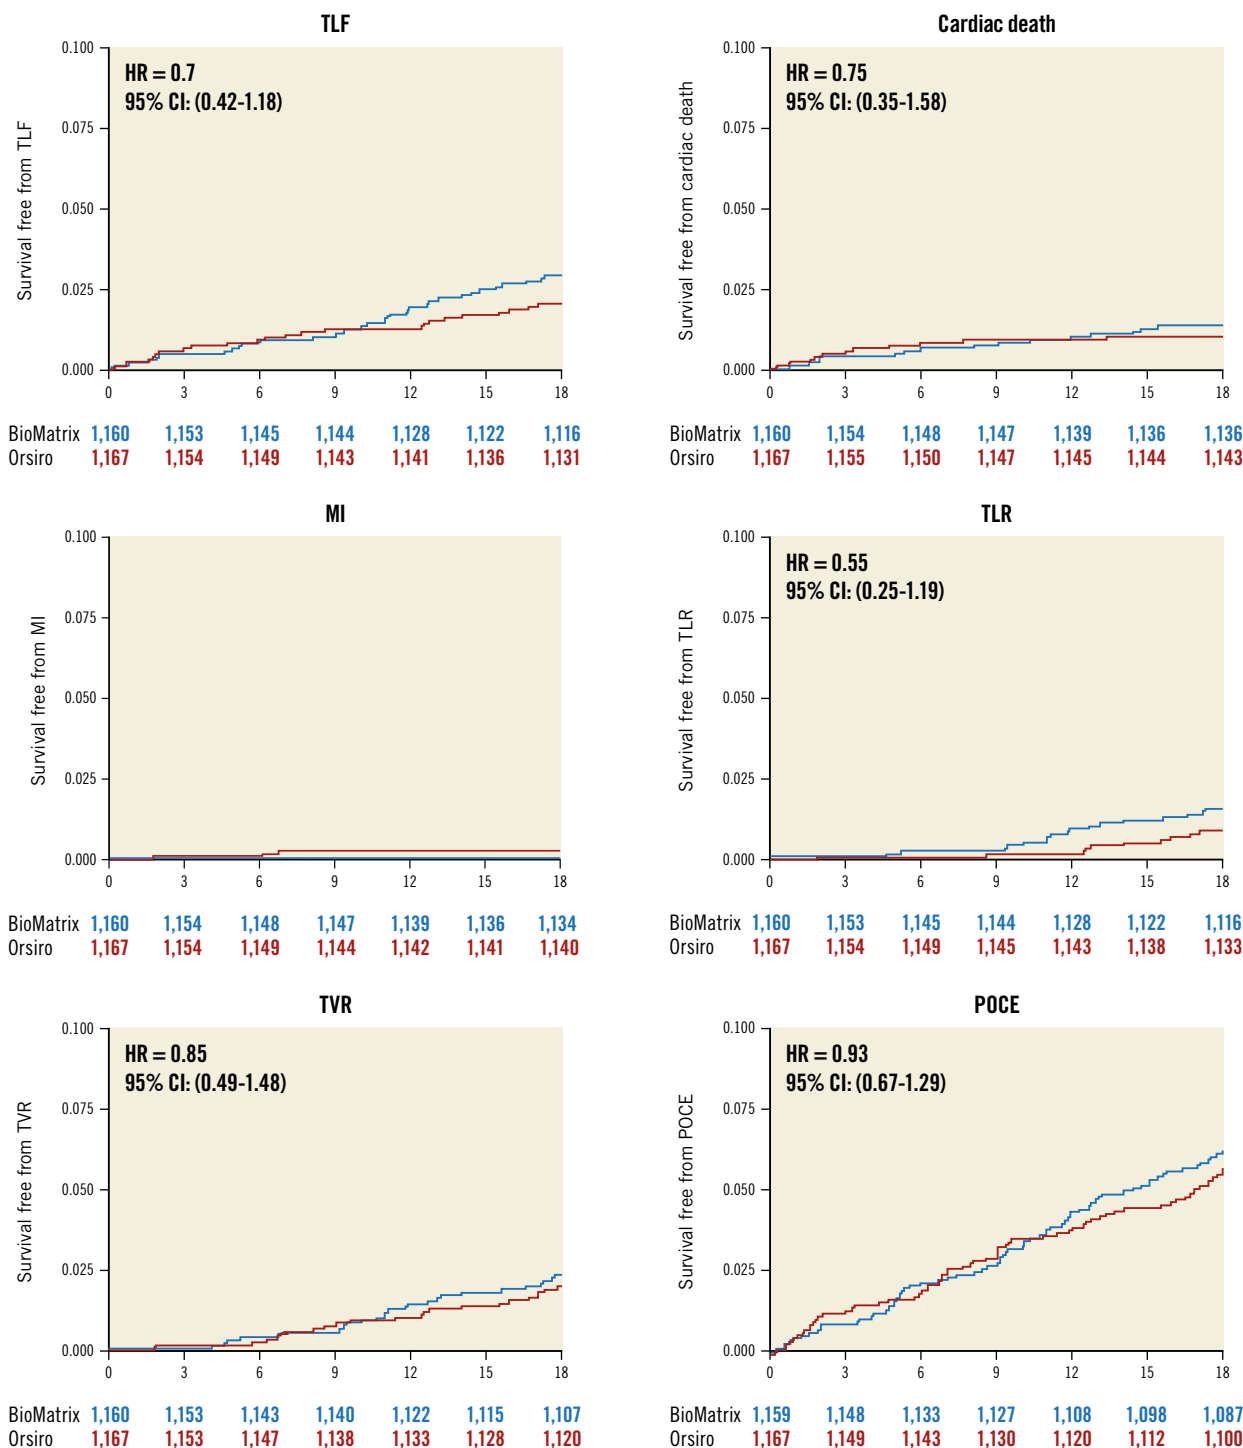 TLF
HR = 0.7
95% CI: (0.42-1.18)
Survival free from TLF
0.100
0.075
0.050
0.025
0.000
0 3 6 9 12 15 18
BioMatrix 1,160 1,153 1,145 1,144 1,128 1,122 1,116
Orsiro 1,167 1,154 1,149 1,143 1,141 1,136 1,131
Cardiac death
HR = 0.75
95% CI: (0.35-1.58)
Survival free from cardiac death
0.100
0.075
0.050
0.025
0.000
0 3 6 9 12 15 18
BioMatrix 1,160 1,154 1,148 1,147 1,139 1,136 1,136
Orsiro 1,167 1,155 1,150 1,147 1,145 1,144 1,143
MI
Survival free from MI
0.100
0.075
0.050
0.025
0.000
0 3 6 9 12 15 18
BioMatrix 1,160 1,154 1,148 1,147 1,139 1,136 1,134
Orsiro 1,167 1,154 1,149 1,144 1,142 1,141 1,140
TLR
HR = 0.55
95% CI: (0.25-1.19)
Survival free from TLR
0.100
0.075
0.050
0.025
0.000
0 3 6 9 12 15 18
BioMatrix 1,160 1,153 1,145 1,144 1,128 1,122 1,116
Orsiro 1,167 1,154 1,149 1,145 1,143 1,138 1,133
TVR
HR = 0.85
95% CI: (0.49-1.48)
Survival free from TVR
0.100
0.075
0.050
0.025
0.000
0 3 6 9 12 15 18
BioMatrix 1,160 1,153 1,143 1,140 1,122 1,115 1,107
Orsiro 1,167 1,153 1,147 1,138 1,133 1,128 1,120
POCE
HR = 0.93
95% CI: (0.67-1.29)
Survival free from POCE
0.100
0.075
0.050
0.025
0.000
0 3 6 9 12 15 18
BioMatrix 1,159 1,148 1,133 1,127 1,108 1,098 1,087
Orsiro 1,167 1,149 1,143 1,130 1,120 1,112 1,100